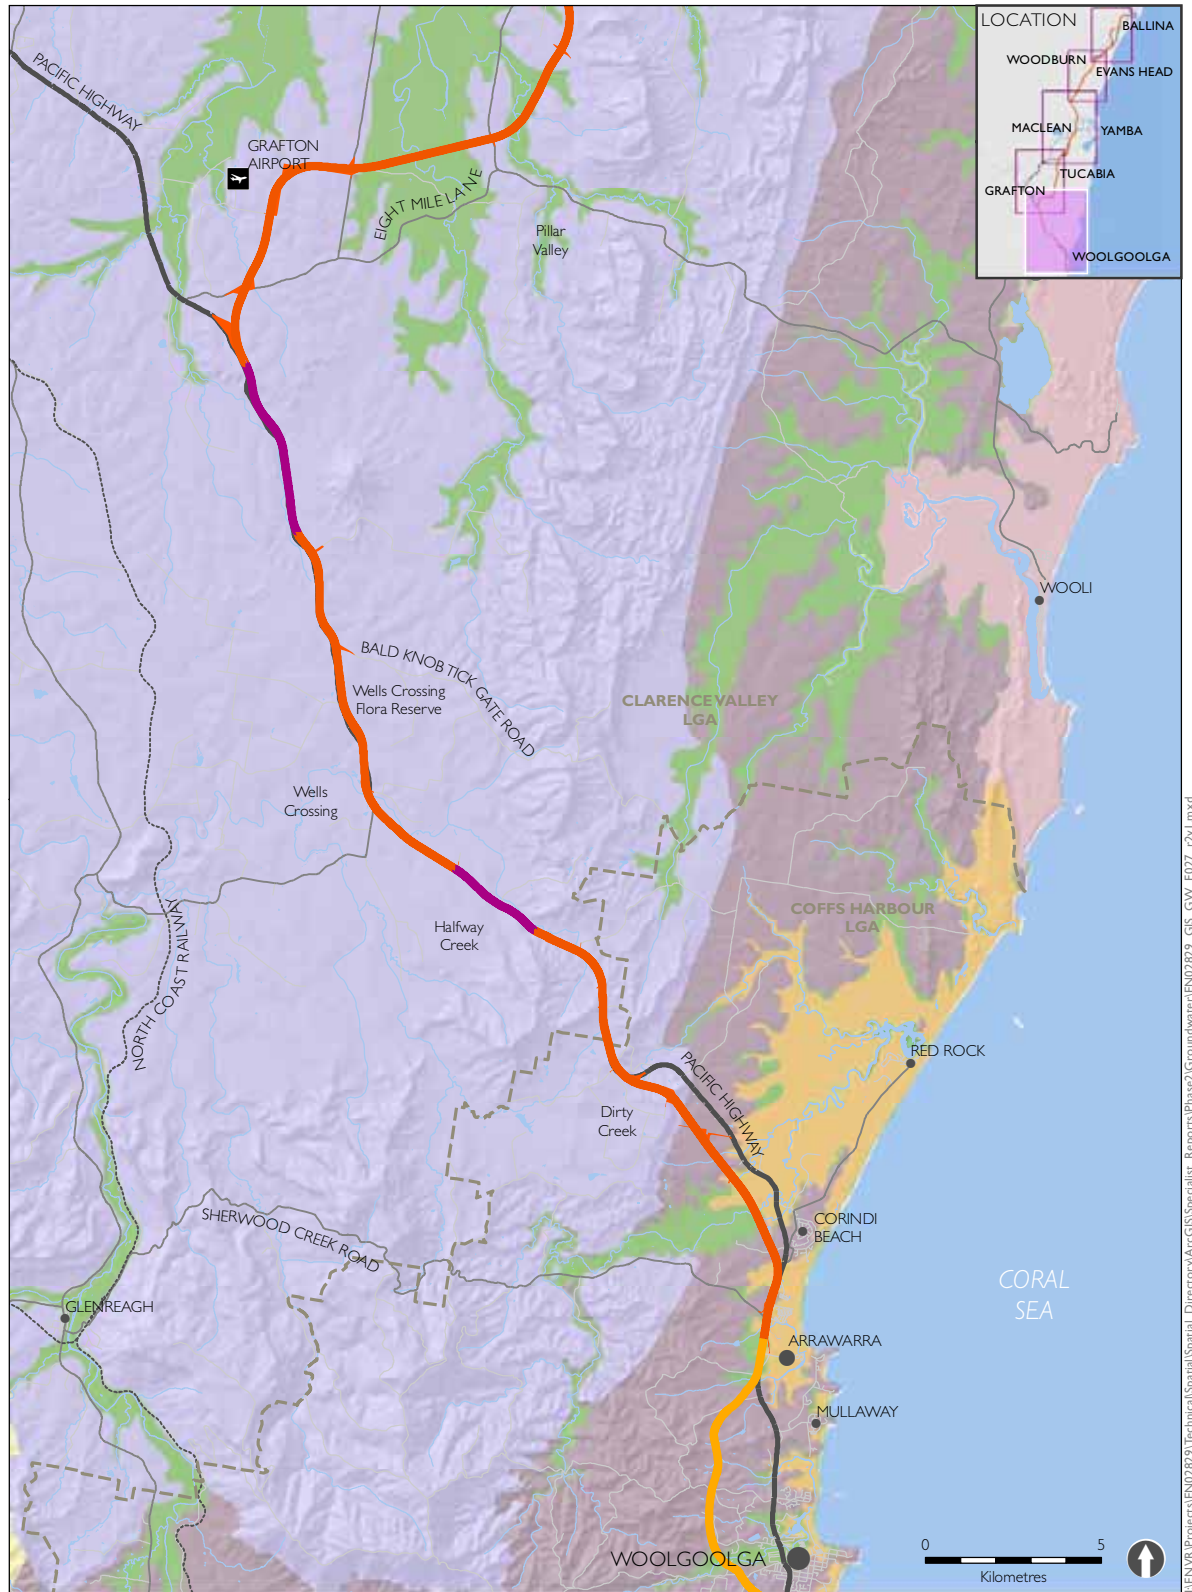 LOCATION
BALLINA
WOODBURN
EVANS HEAD
MACLEAN
YAMBA
TUCABIA
GRAFTON
WOOLGOOLGA
PACIFIC HIGHWAY
GRAFTON
AIRPORT
EIGHT MILE LANE
Pillar
Valley
WOOLI
BALD KNOB TICK GATE ROAD
Wells Crossing
Flora Reserve
CLARENCE VALLEY
LGA
Wells
Crossing
COFFS HARBOUR
LGA
Halfway
Creek
NORTH COAST RAILWAY
RED ROCK
PACIFIC HIGHWAY
Dirty
Creek
SHERWOOD CREEK ROAD
CORINDI
BEACH
CORAL
SEA
GLENREAGH
ARRAWARRA
MULLAWAY
WOOLGOOLGA
0 5
Kilometres